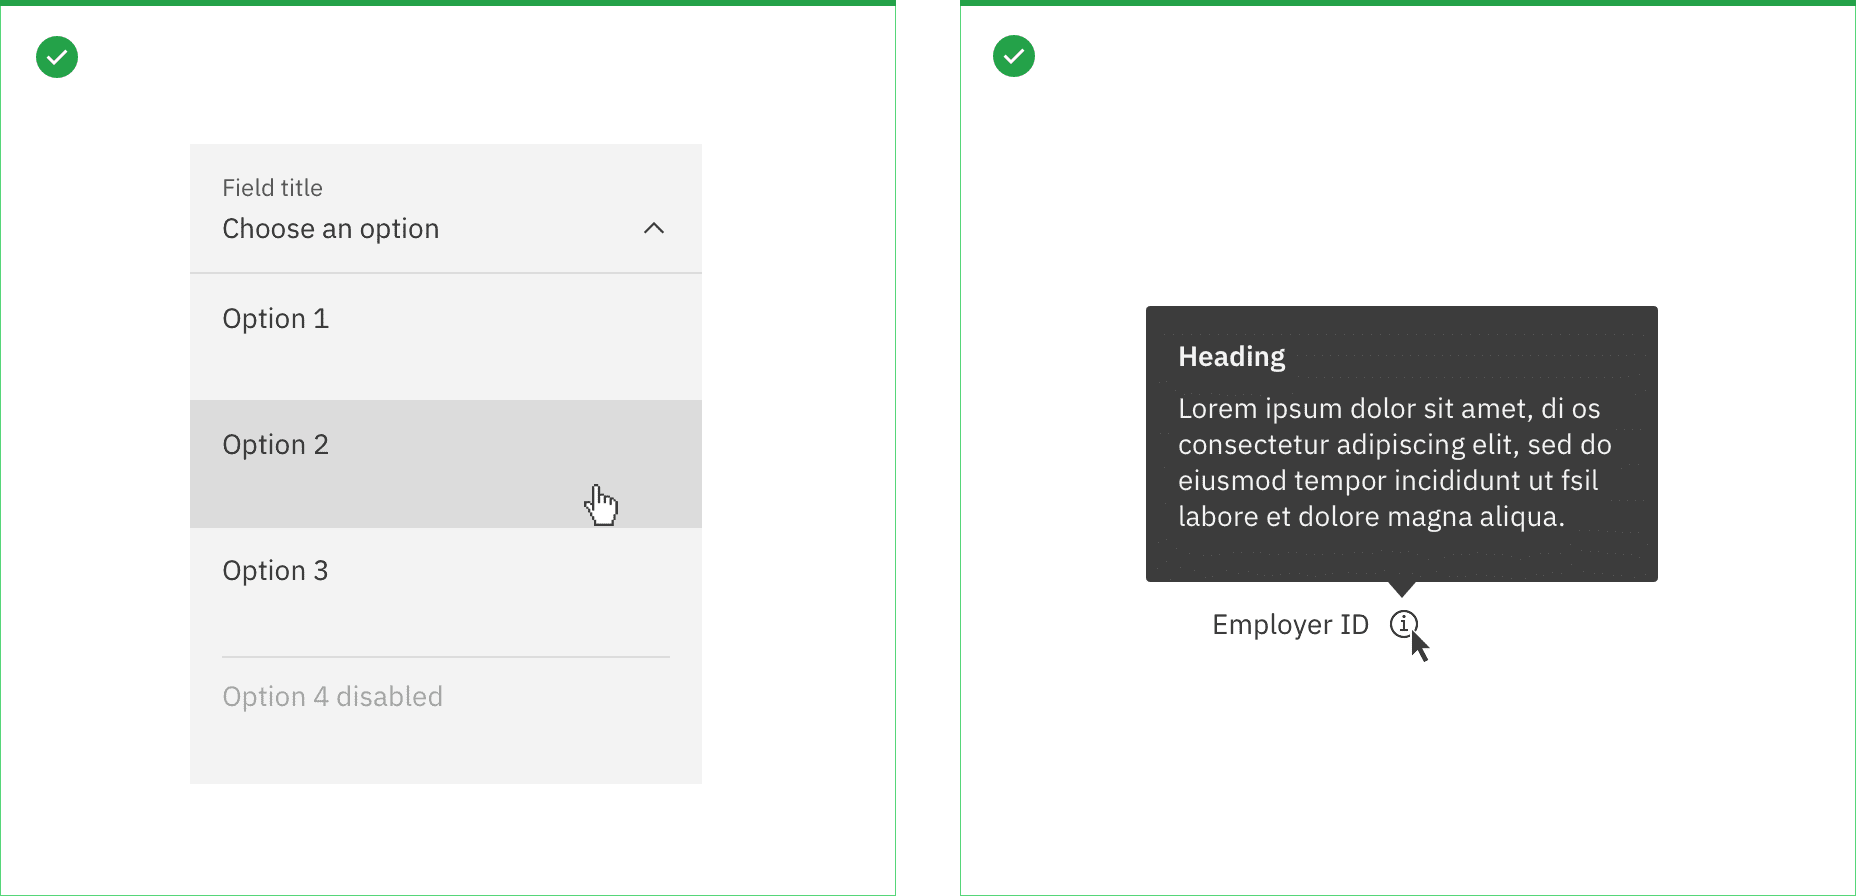 Field title
Choose an option
Option 1
Option 2
Option 3
Option 4 disabled
Heading
Lorem ipsum dolor sit amet, di os
consectetur adipiscing elit, sed do
eiusmod tempor incididunt ut fsil
labore et dolore magna aliqua.
Employer ID